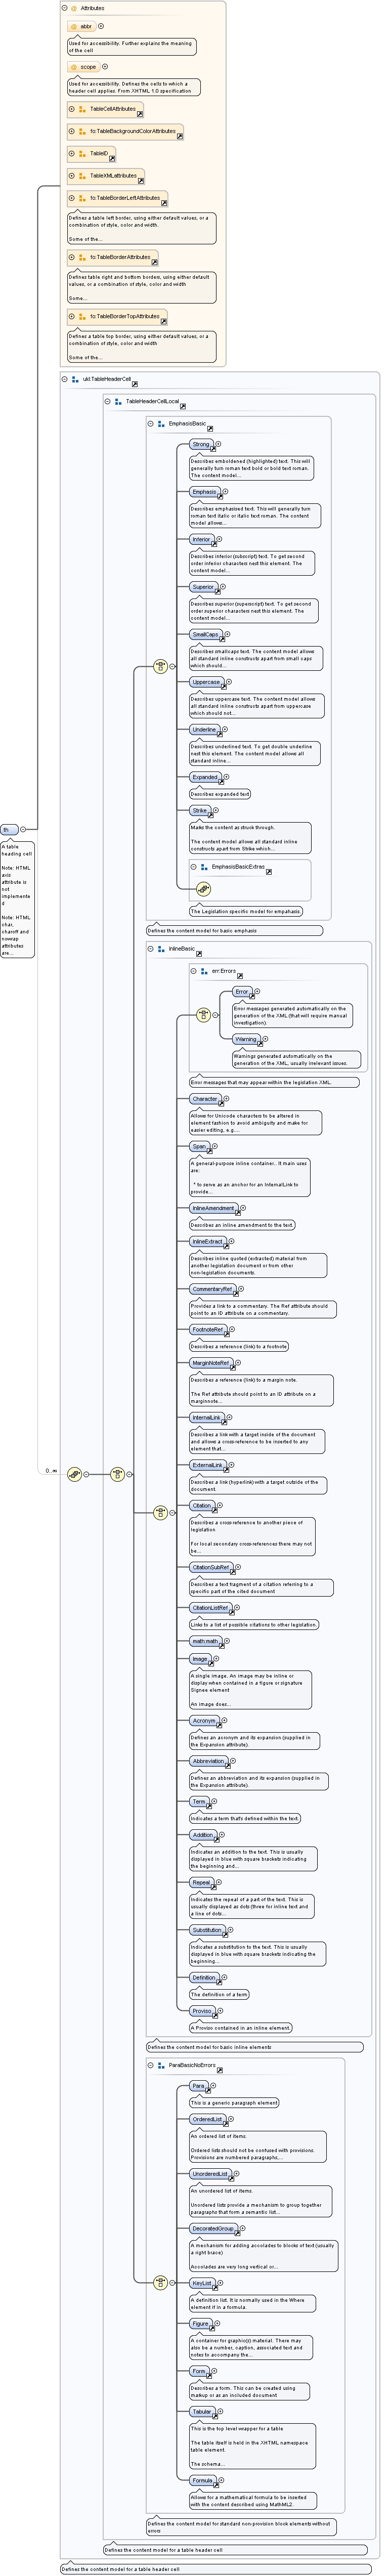 Attributes
abbr
Used for accessibility. Further explains the meaning
of the cell
scope
Used for accessibility. Defines the cells to which a
header cell applies. From XHTML 1.0 specification
TableCellAttributes
fo:TableBackgroundColorAttributes
TableID
TableXMLattributes
fo:TableBorderLeftAttributes
Defines a table left border, using either default values, or a
combination of style, color and width.
Some of the...
fo:TableBorderAttributes
Defines table right and bottom borders, using either default
values, or a combination of style, color and width
Some...
fo:TableBorderTopAttributes
Defines a table top border, using either default values, or a
combination of style, color and width
Some of the...
ukl:TableHeaderCell
TableHeaderCellLocal
EmphasisBasic
Strong
Describes emboldened (highlighted) text. This will
generally turn roman text bold or bold text roman.
The content model...
Emphasis
Describes emphasised text. This will generally turn
roman text italic or italic text roman. The content
model allows...
Inferior
Describes inferior (subscript) text. To get second
order inferior characters nest this element. The
content model...
Superior
Describes superior (superscript) text. To get second
order superior characters nest this element. The
content model...
SmallCaps
Describes smallcaps text. The content model allows
all standard inline constructs apart from small caps
which should...
Uppercase
Describes uppercase text. The content model allows
all standard inline constructs apart from uppercase
which should not...
Underline
Describes underlined text. To get double underline
nest this element. The content model allows all
standard inline...
Expanded
Describes expanded text
Strike
Marks the content as struck through.
The content model allows all standard inline
constructs apart from Strike which...
EmphasisBasicExtras
The Legislation specific model for empahasis.
Defines the content model for basic emphasis
th
A table
heading cell
Note: HTML
axis
attribute is
not
implemente
d
Note: HTML
char,
charoff and
nowrap
attributes
are...
InlineBasic
err:Errors
Error
Error messages generated automatically on the
generation of the XML (that will require manual
investigation).
Warning
Warnings generated automatically on the
generation of the XML, usually irrelevant issues.
Error messages that may appear within the legislation XML.
Character
Allows for Unicode characters to be altered in
element fashion to avoid ambiguity and make for
easier editing, e.g....
Span
A general-purpose inline container.. It main uses
are:
* to serve as an anchor for an InternalLink to
provide...
InlineAmendment
Describes an inline amendment to the text.
InlineExtract
Describes inline quoted (extracted) material from
another legislation document or from other
non-legislation documents.
CommentaryRef
Provides a link to a commentary. The Ref attribute should
point to an ID attribute on a commentary.
FootnoteRef
Describes a reference (link) to a footnote
MarginNoteRef
Describes a reference (link) to a margin note.
The Ref attribute should point to an ID attribute on a
marginnote...
InternalLink
Describes a link with a target inside of the document
and allow a cross-reference to be inserted to any
element that...
ExternalLink
Describes a link (hyperlink) with a target outside of the
document.
0..∞
Citation
Describes a cross-reference to another piece of
legislation
For local secondary cross-references there may not
be...
CitationSubRef
Describes a text fragment of a citation referring to a
specific part of the cited document
CitationListRef
Links to a list of possible citations to other legislation.
math:math
Image
A single image. An image may be inline or
display when contained in a figure or signature
Signee element
An image does...
Acronym
Defines an acronym and its expansion (supplied in
the Expansion attribute).
Abbreviation
Defines an abbreviation and its expansion (supplied in
the Expansion attribute).
Term
Indicates a term that's defined within the text.
Addition
Indicates an addition to the text. This is usually
displayed in blue with square brackets indicating
the beginning and...
Repeal
Indicates the repeal of a part of the text. This is
usually displayed as dots (three for inline text and
a line of dots...
Substitution
Indicates a substitution to the text. This is usually
displayed in blue with square brackets indicating the
beginning...
Definition
The definition of a term
Proviso
A Proviso contained in an inline element.
Defines the content model for basic inline elements
ParaBasicNoErrors
Para
This is a generic paragraph element
OrderedList
An ordered list of items.
Ordered lists should not be confused with provisions.
Provisions are numbered paragraphs,...
UnorderedList
An unordered list of items.
Unordered lists provide a mechanism to group together
paragraphs that form a semantic list...
DecoratedGroup
A mechanism for adding accolades to blocks of text (usually
a right brace)
Accolades are very long vertical or...
KeyList
A definition list. It is normally used in the Where
element if in a formula.
Figure
A container for graphic(s) material. There may
also be a number, caption, associated text and
notes to accompany the...
Form
Describes a form. This can be created using
markup or as an included document
Tabular
This is the top level wrapper for a table
The table itself is held in the XHTML namespace
table element.
The schema...
Formula
Allows for a mathematical formula to be inserted
with the content described using MathML2.
Defines the content model for standard non-provision block elements without
errors
Defines the content model for a table header cell
Defines the content model for a table header cell